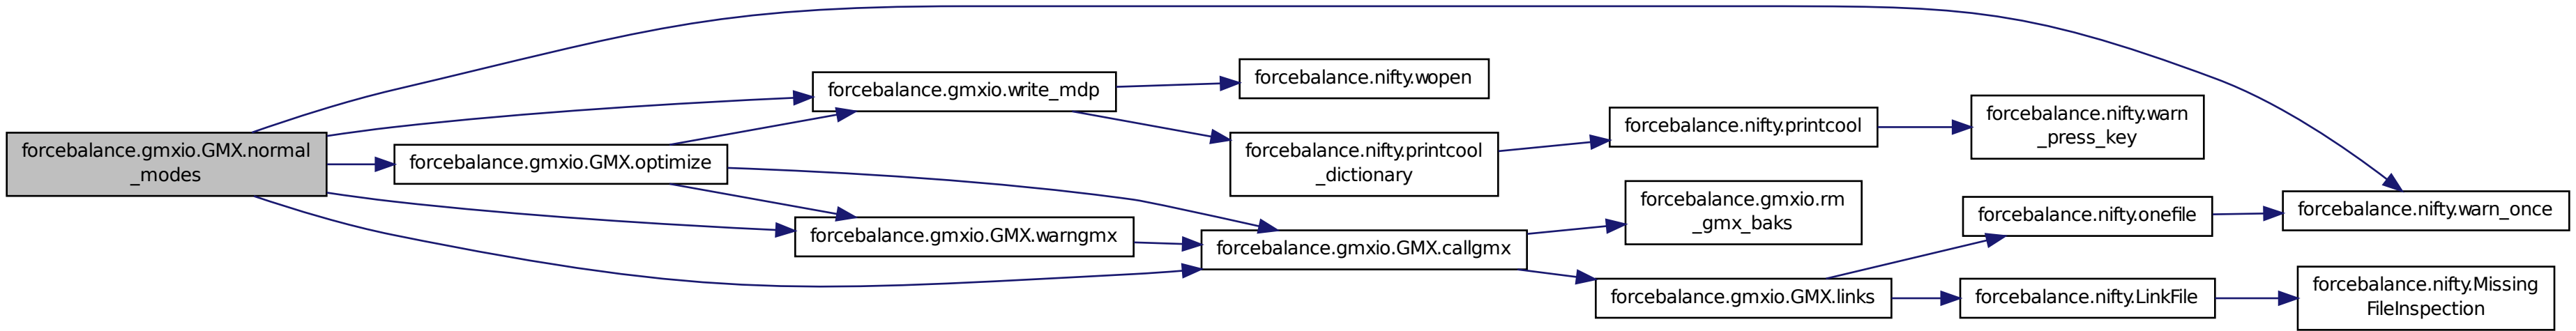 forcebalance.gmxio.GMX.normal
_modes
forcebalance.gmxio.GMX.optimize
forcebalance.gmxio.write_mdp
forcebalance.gmxio.GMX.warngmx
forcebalance.nifty.wopen
forcebalance.nifty.printcool
_dictionary
forcebalance.gmxio.GMX.callgmx
forcebalance.nifty.printcool
forcebalance.gmxio.rm
_gmx_baks
forcebalance.gmxio.GMX.links
forcebalance.nifty.warn
_press_key
forcebalance.nifty.onefile
forcebalance.nifty.LinkFile
forcebalance.nifty.warn_once
forcebalance.nifty.Missing
FileInspection